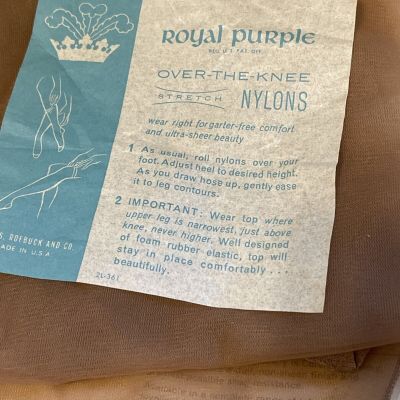 Royal Purple
REG. U.S. PAT. OFF.
OVER-THE-KNEE
STRETCH NYLONS
wear right for garter-free comfort
and ultra-sheer beauty
1 As usual, roll nylons over your
foot. Adjust heel to desired height.
As you draw hose up, gently ease
it to leg contours.
2 IMPORTANT: Wear top where
upper leg is narrowest, just above
knee, never higher. Well designed
of foam rubber elastic, top will
stay in place comfortably . . .
beautifully.
2L-361
S, ROEBUCK AND CO.
MADE IN U.S.A.